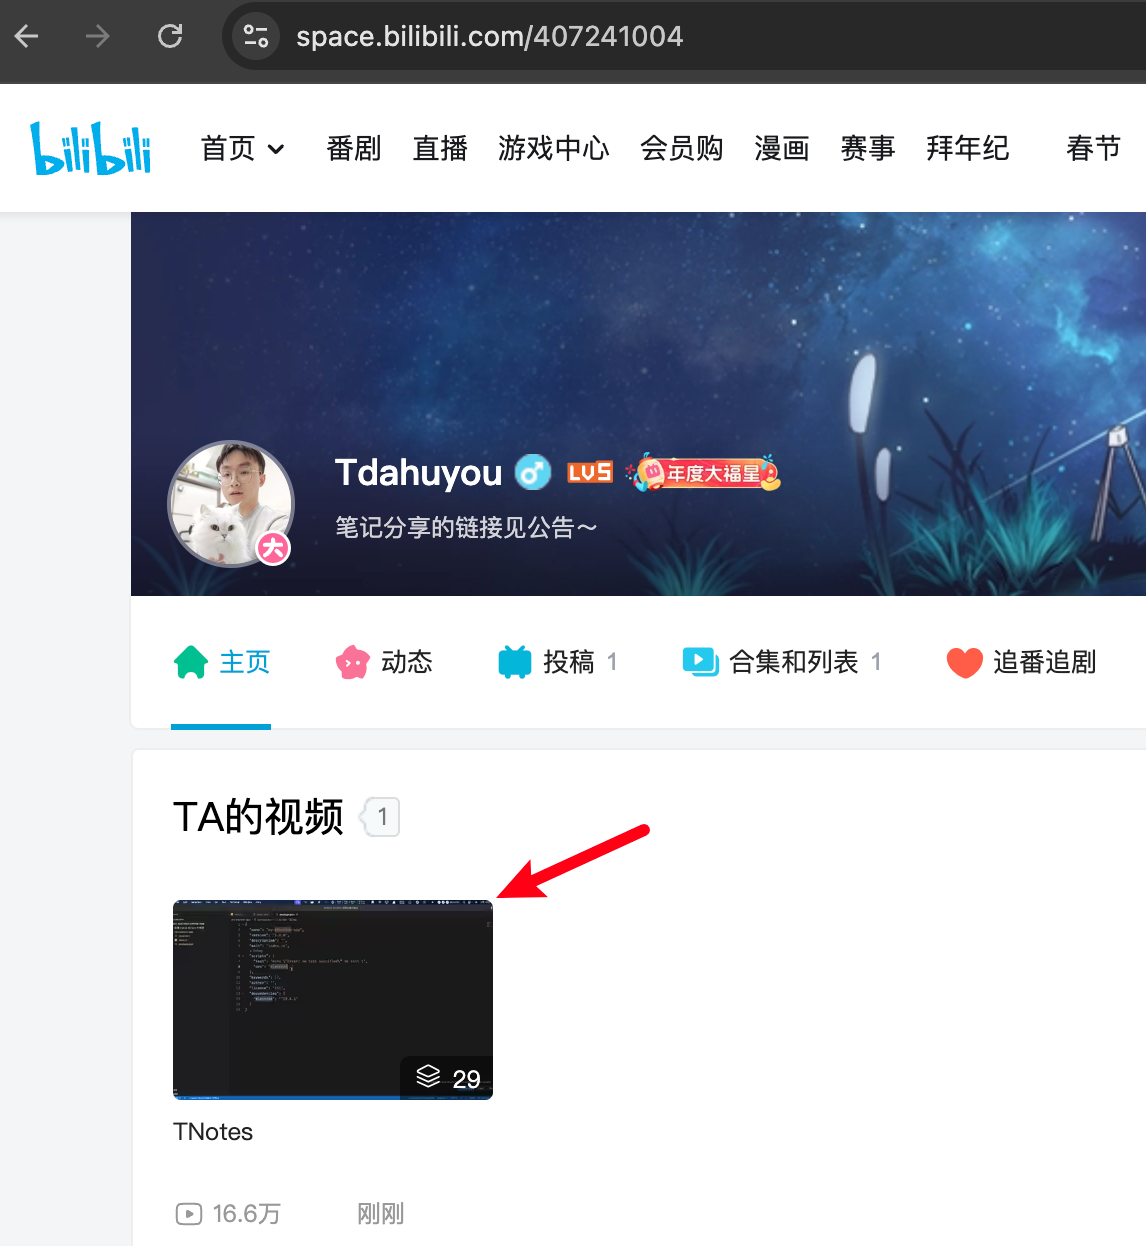 space.bilibili.com/407241004
bilibili 首页 番剧 直播 游戏中心 会员购 漫画 赛事 拜年纪 春节
Tdahuyou LV5 年度大福星
大
笔记分享的链接见公告～
主页 动态 投稿 1 合集和列表 1 追番追剧
TA的视频 1
29
TNotes
16.6万 刚刚